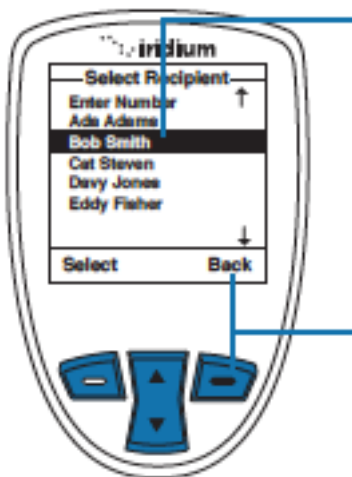 iridium
Select Recipient
Enter Number
Ada Adams
Bob Smith
Cat Steven
Davy Jones
Eddy Fisher
Select Back